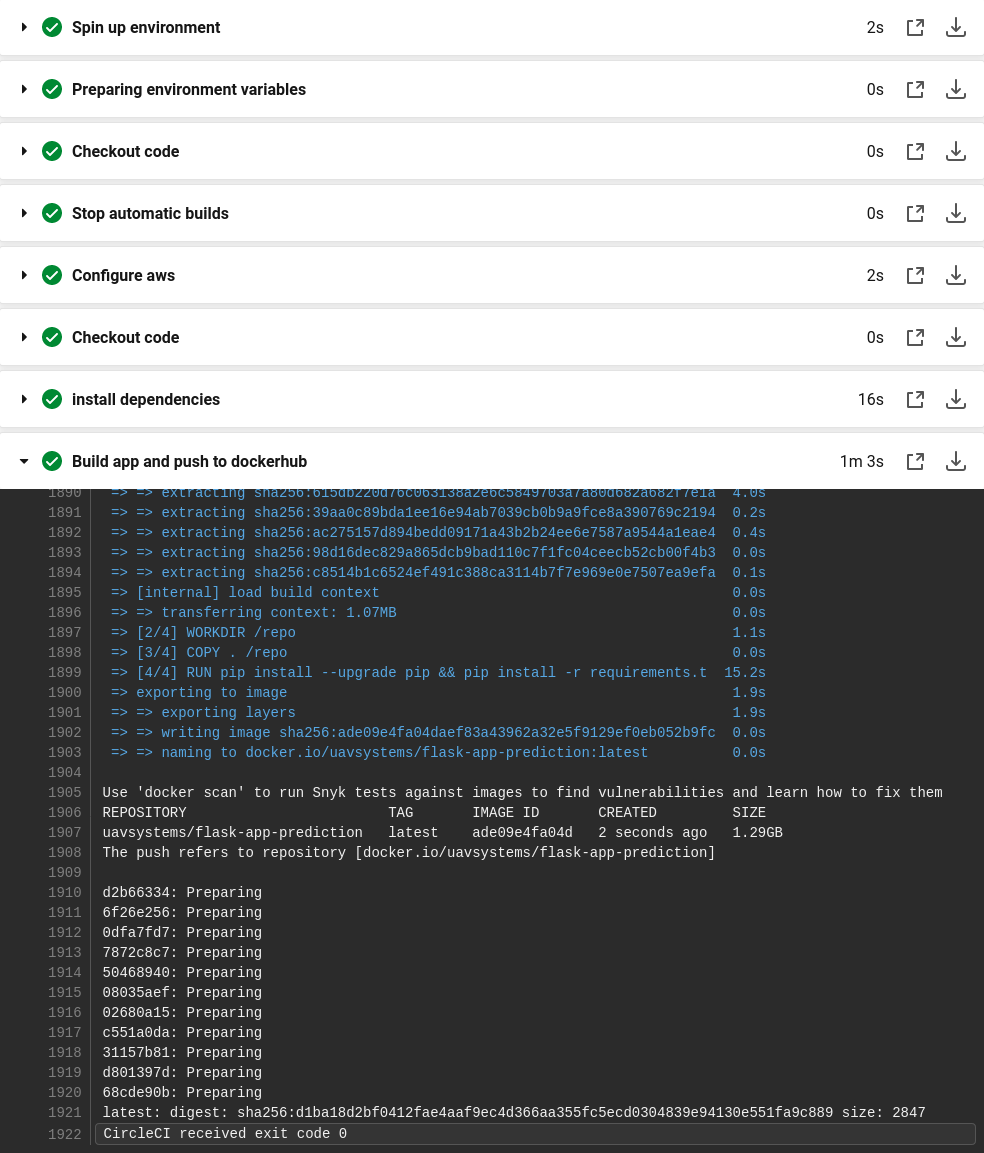 Spin up environment 2s
Preparing environment variables 0s
Checkout code 0s
Stop automatic builds 0s
Configure aws 2s
Checkout code 0s
install dependencies 16s
Build app and push to dockerhub 1m 3s
1890 => => extracting sha256:615db220d76c063138a2e6c5849703a7a80d682a682f7e1a 4.0s
1891 => => extracting sha256:39aa0c89bda1ee16e94ab7039cb0b9a9fce8a390769c2194 0.2s
1892 => => extracting sha256:ac275157d894bedd09171a43b2b24ee6e7587a9544a1eae4 0.4s
1893 => => extracting sha256:98d16dec829a865dcb9bad110c7f1fc04ceecb52cb00f4b3 0.0s
1894 => => extracting sha256:c8514b1c6524ef491c388ca3114b7f7e969e0e7507ea9efa 0.1s
1895 => [internal] load build context 0.0s
1896 => => transferring context: 1.07MB 0.0s
1897 => [2/4] WORKDIR /repo 1.1s
1898 => [3/4] COPY . /repo 0.0s
1899 => [4/4] RUN pip install --upgrade pip && pip install -r requirements.t 15.2s
1900 => exporting to image 1.9s
1901 => => exporting layers 1.9s
1902 => => writing image sha256:ade09e4fa04daef83a43962a32e5f9129ef0eb052b9fc 0.0s
1903 => => naming to docker.io/uavsystems/flask-app-prediction:latest 0.0s
1904
1905 Use 'docker scan' to run Snyk tests against images to find vulnerabilities and learn how to fix them
1906 REPOSITORY TAG IMAGE ID CREATED SIZE
1907 uavsystems/flask-app-prediction latest ade09e4fa04d 2 seconds ago 1.29GB
1908 The push refers to repository [docker.io/uavsystems/flask-app-prediction]
1909
1910 d2b66334: Preparing
1911 6f26e256: Preparing
1912 0dfa7fd7: Preparing
1913 7872c8c7: Preparing
1914 50468940: Preparing
1915 08035aef: Preparing
1916 02680a15: Preparing
1917 c551a0da: Preparing
1918 31157b81: Preparing
1919 d801397d: Preparing
1920 68cde90b: Preparing
1921 latest: digest: sha256:d1ba18d2bf0412fae4aaf9ec4d366aa355fc5ecd0304839e94130e551fa9c889 size: 2847
1922 CircleCI received exit code 0